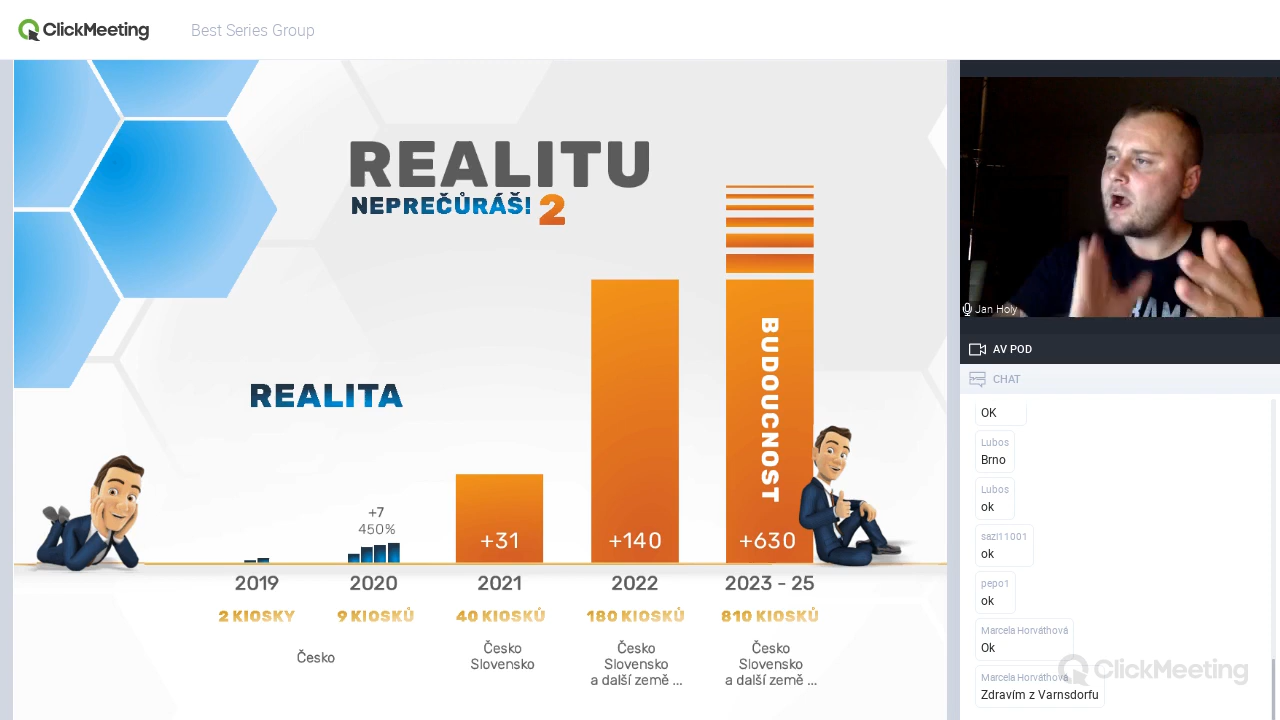 ClickMeeting
Best Series Group
REALITU
NEPREČŮRÁŠ! 2
REALITA
BUDOUCNOST
+7
450%
+31
+140
+630
2019
2020
2021
2022
2023 - 25
2 KIOSKY
9 KIOSKŮ
40 KIOSKŮ
180 KIOSKŮ
810 KIOSKŮ
Česko
Česko
Slovensko
Česko
Slovensko
a další země ...
Česko
Slovensko
a další země ...
Jan Holy
AV POD
CHAT
OK
Lubos
Brno
Lubos
ok
sazi11001
ok
pepo1
ok
Marcela Horváthová
Ok
Marcela Horváthová
Zdravím z Varnsdorfu
ClickMeeting